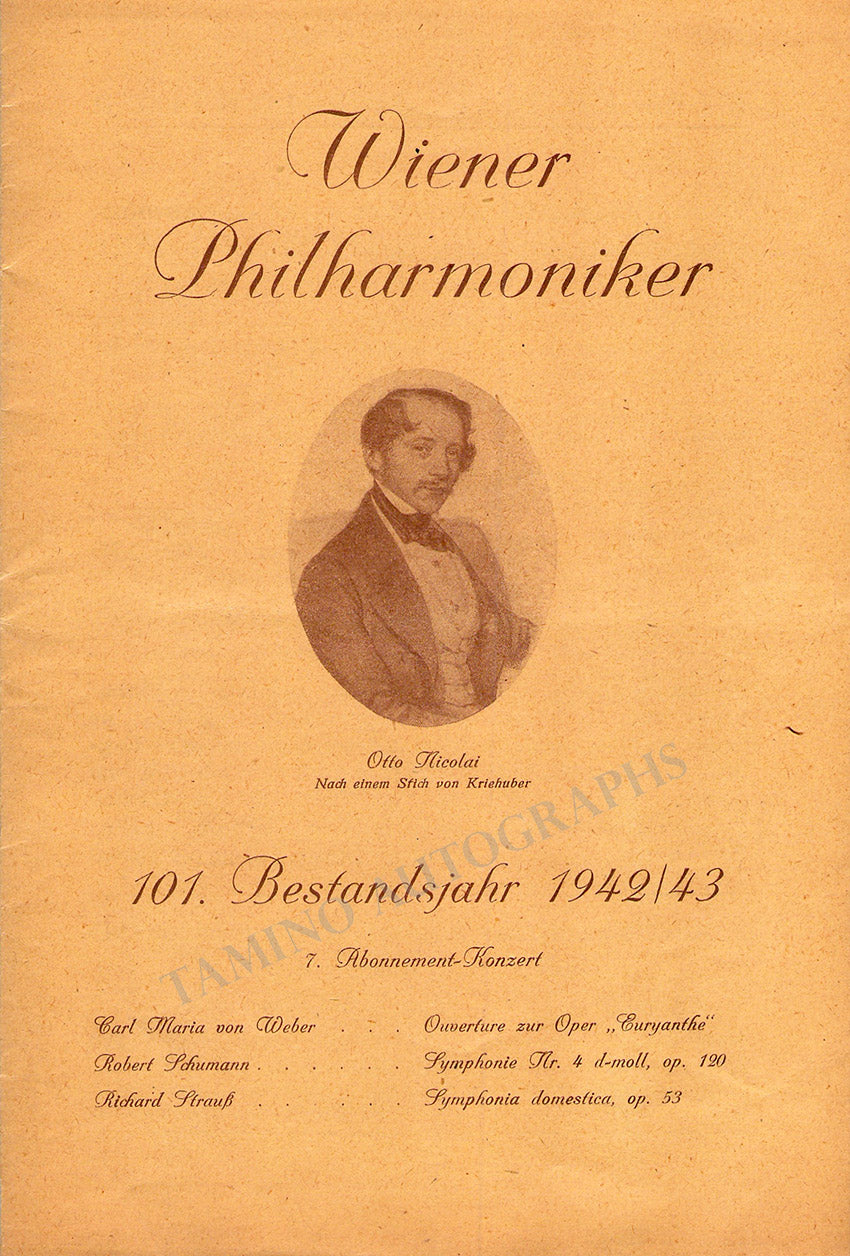 Wiener
Philharmoniker
Otto Nicolai
Nach einem Stich von Kriehuber
TAMINO AUTOGRAPHS
101. Bestandsjahr 1942/43
7. Abonnement-Konzert
Carl Maria von Weber . . . Ouverture zur Oper „Euryanthe“
Robert Schumann . . . . . . Symphonie Nr. 4 d-moll, op. 120
Richard Strauß . . . . . . Symphonia domestica, op. 53